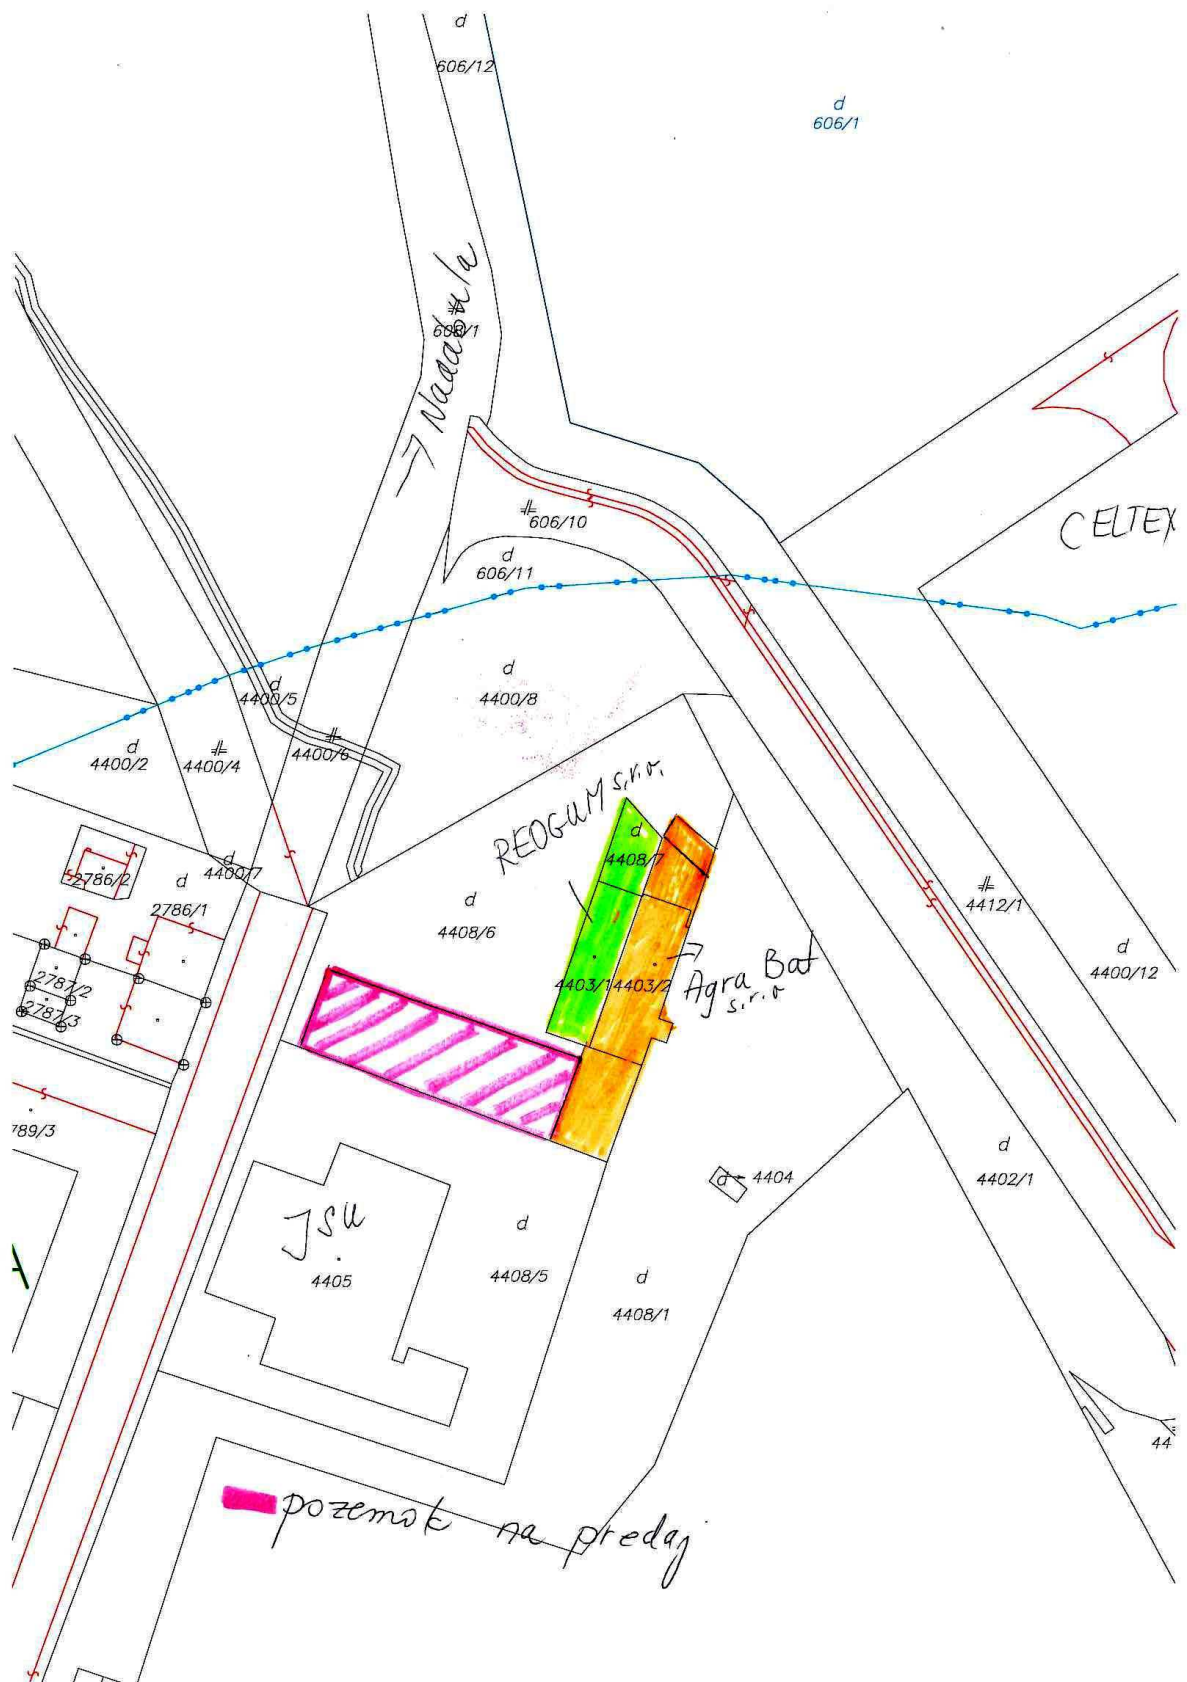 d
606/12
d
606/1
→ Nadabula
608/1
606/10
d
606/11
CELTEX
d
4400/5
d
4400/8
d
4400/2
4400/4
4400/6
REOGUM s.r.o.
d
4408/7
d
4400/7
2786/2
d
2786/1
d
4408/6
4412/1
d
4400/12
4403/1
4403/2
→ Agra Bat
s.r.o
2787/2
2787/3
789/3
d 4404
d
4402/1
JSU
4405
d
4408/5
d
4408/1
44
pozemok na predaj